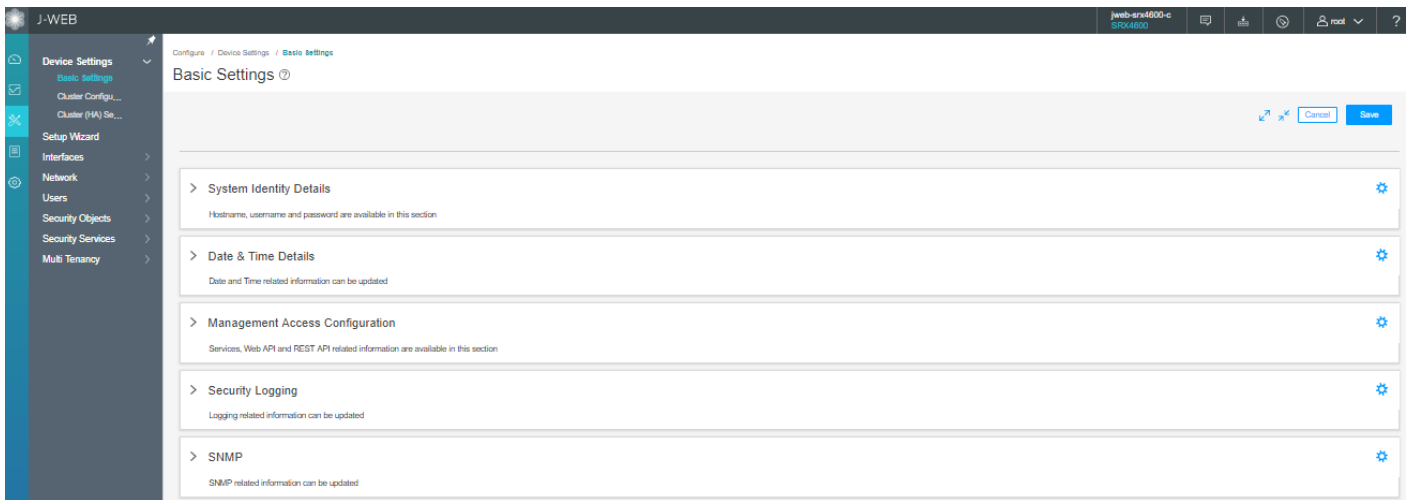 J-WEB
jweb-srx4600-c
SRX4600
root
?
Device Settings
Basic Settings
Cluster Configu...
Cluster (HA) Se...
Setup Wizard
Interfaces
Network
Users
Security Objects
Security Services
Multi Tenancy
Configure / Device Settings / Basic Settings
Basic Settings ?
Cancel
Save
System Identity Details
Hostname, username and password are available in this section
Date & Time Details
Date and Time related information can be updated
Management Access Configuration
Services, Web API and REST API related information are available in this section
Security Logging
Logging related information can be updated
SNMP
SNMP related information can be updated